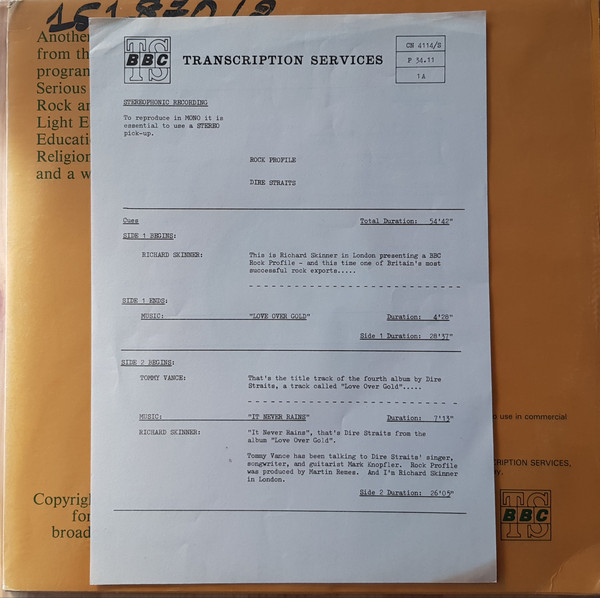 151870/8
Another
from th
program
Serious
Rock an
Light E
Educati
Religion
and a w
TS
BBC
TRANSCRIPTION SERVICES
CN 4114/S
P 34.11
1A
STEREOPHONIC RECORDING
To reproduce in MONO it is
essential to use a STEREO
pick-up.
ROCK PROFILE
DIRE STRAITS
Cues Total Duration: 54'42"
SIDE 1 BEGINS:
RICHARD SKINNER: This is Richard Skinner in London presenting a BBC
Rock Profile - and this time one of Britain's most
successful rock exports.....
SIDE 1 ENDS:
MUSIC: "LOVE OVER GOLD" Duration: 4'28"
Side 1 Duration: 28'37"
SIDE 2 BEGINS:
TOMMY VANCE: That's the title track of the fourth album by Dire
Straits, a track called "Love Over Gold".....
MUSIC: "IT NEVER RAINS" Duration: 7'13"
RICHARD SKINNER: "It Never Rains", that's Dire Straits from the
album "Love Over Gold".
Tommy Vance has been talking to Dire Straits' singer,
songwriter, and guitarist Mark Knopfler. Rock Profile
was produced by Martin Remes. And I'm Richard Skinner
in London.
Side 2 Duration: 26'05"
o use in commercial
CRIPTION SERVICES,
y.
Copyrigh
for
broad
TS
BBC